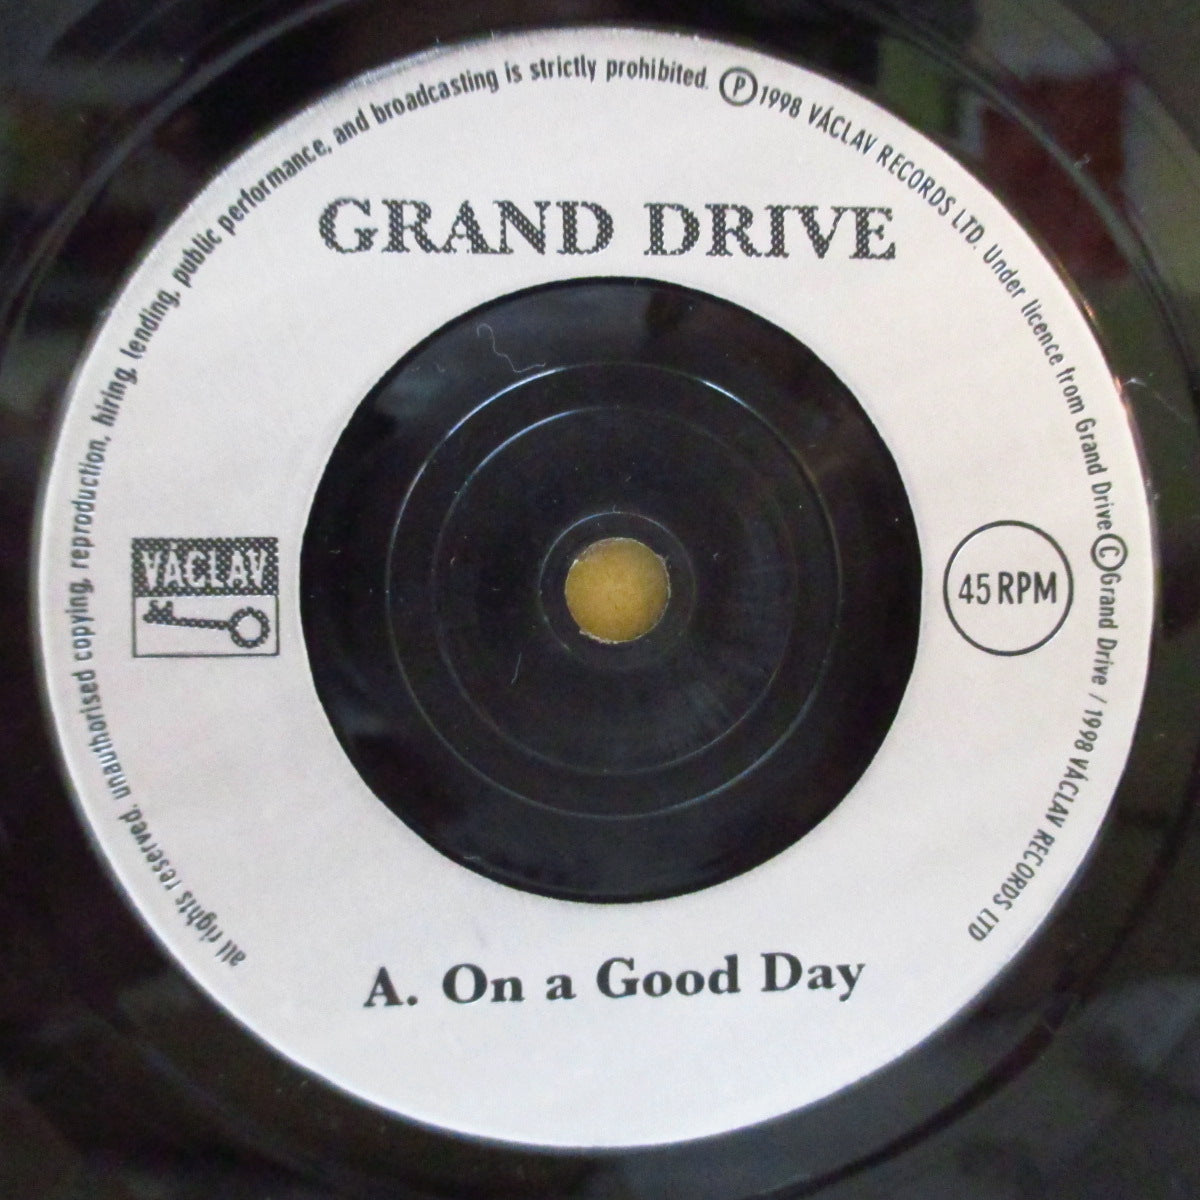 GRAND DRIVE
VACLAV
45 RPM
A. On a Good Day
all rights reserved. unauthorised copying, reproduction, hiring, lending, public performance, and broadcasting is strictly prohibited. Ⓟ 1998 VÁCLAV RECORDS LTD. Under licence from Grand Drive © Grand Drive / 1998 VÁCLAV RECORDS LTD